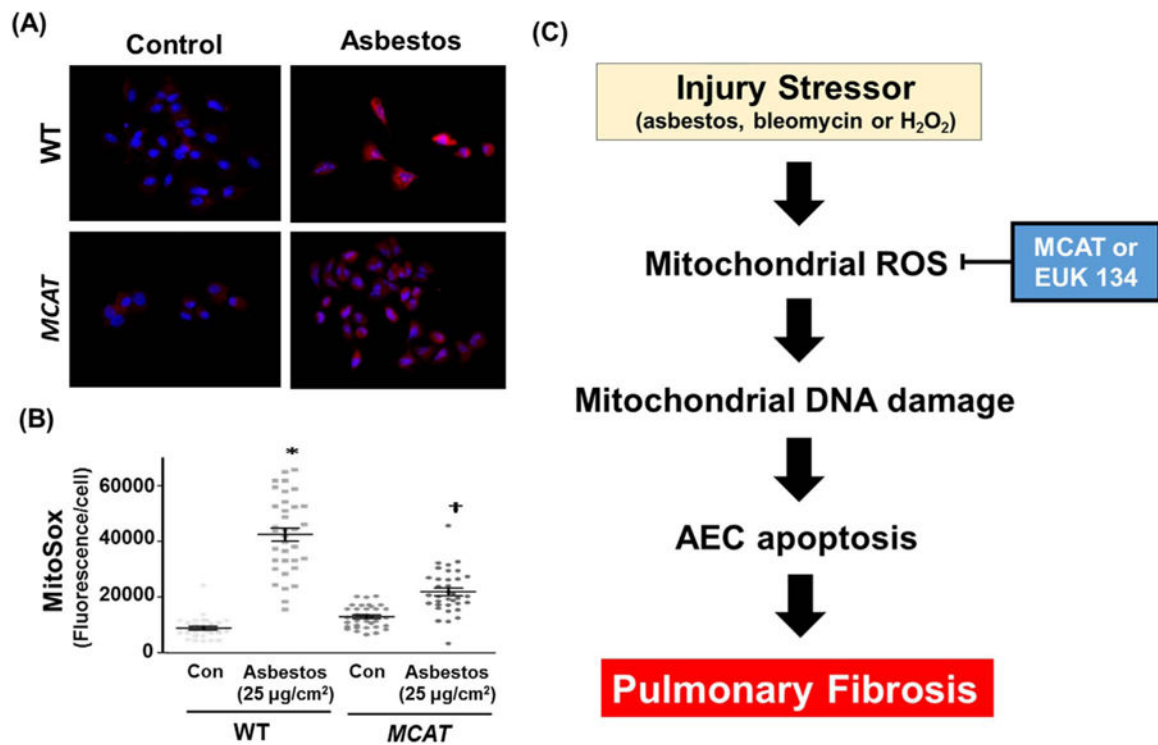 (A)
Control
Asbestos
WT
MCAT
(B)
MitoSox
(Fluorescence/cell)
60000
40000
20000
0
*
‡
Con
Asbestos
(25 µg/cm²)
Con
Asbestos
(25 µg/cm²)
WT
MCAT
(C)
Injury Stressor
(asbestos, bleomycin or H₂O₂)
Mitochondrial ROS
MCAT or
EUK 134
Mitochondrial DNA damage
AEC apoptosis
Pulmonary Fibrosis